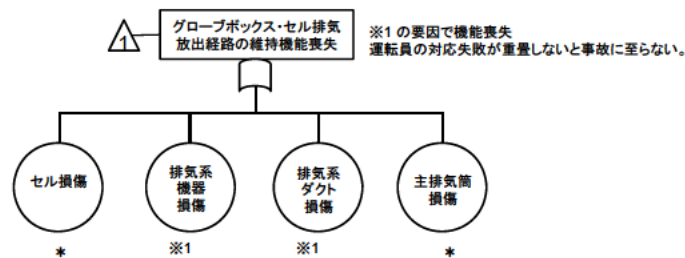 1
グローブボックス・セル排気
放出経路の維持機能喪失
※1 の要因で機能喪失
運転員の対応失敗が重畳しないと事故に至らない。
セル損傷
排気系
機器
損傷
排気系
ダクト
損傷
主排気筒
損傷
*
※1
※1
*